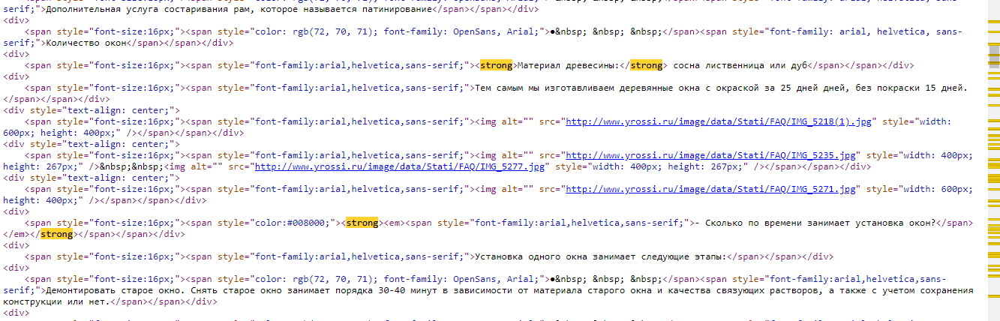 serif;">Дополнительная услуга состаривания рам, которое называется патинирование</span></span></div>
<div>
<span style="font-size:16px;"><span style="color: rgb(72, 70, 71); font-family: OpenSans, Arial;">●&nbsp; &nbsp; &nbsp;</span><span style="font-family: arial, helvetica, sans-
serif;">Количество окон</span></span></div>
<div>
<span style="font-size:16px;"><span style="font-family:arial,helvetica,sans-serif;"><strong>Материал древесины:</strong> сосна лиственница или дуб</span></span></div>
<div>
<span style="font-size:16px;"><span style="font-family:arial,helvetica,sans-serif;">Тем самым мы изготавливаем деревянные окна с окраской за 25 дней дней, без покраски 15 дней.
</span></span></div>
<div style="text-align: center;">
<span style="font-size:16px;"><span style="font-family:arial,helvetica,sans-serif;"><img alt="" src="http://www.yrossi.ru/image/data/Stati/FAQ/IMG_5218(1).jpg" style="width:
600px; height: 400px;" /></span></span></div>
<div style="text-align: center;">
<span style="font-size:16px;"><span style="font-family:arial,helvetica,sans-serif;"><img alt="" src="http://www.yrossi.ru/image/data/Stati/FAQ/IMG_5235.jpg" style="width: 400px;
height: 267px;" />&nbsp;&nbsp;<img alt="" src="http://www.yrossi.ru/image/data/Stati/FAQ/IMG_5277.jpg" style="width: 400px; height: 267px;" /></span></span></div>
<div style="text-align: center;">
<span style="font-size:16px;"><span style="font-family:arial,helvetica,sans-serif;"><img alt="" src="http://www.yrossi.ru/image/data/Stati/FAQ/IMG_5271.jpg" style="width: 600px;
height: 400px;" /></span></span></div>
<div>
<span style="font-size:16px;"><span style="color:#008000;"><strong><em><span style="font-family:arial,helvetica,sans-serif;">- Сколько по времени занимает установка окон?</span>
</em></strong></span></span></div>
<div>
<span style="font-size:16px;"><span style="font-family:arial,helvetica,sans-serif;">Установка одного окна занимает следующие этапы:</span></span></div>
<div>
<span style="font-size:16px;"><span style="color: rgb(72, 70, 71); font-family: OpenSans, Arial;">●&nbsp; &nbsp; &nbsp;</span><span style="font-family:arial,helvetica,sans-
serif;">Демонтировать старое окно. Снять старое окно занимает порядка 30-40 минут в зависимости от материала старого окна и качества связующих растворов, а также с учетом сохранения
конструкции или нет.</span></span></div>
<div>